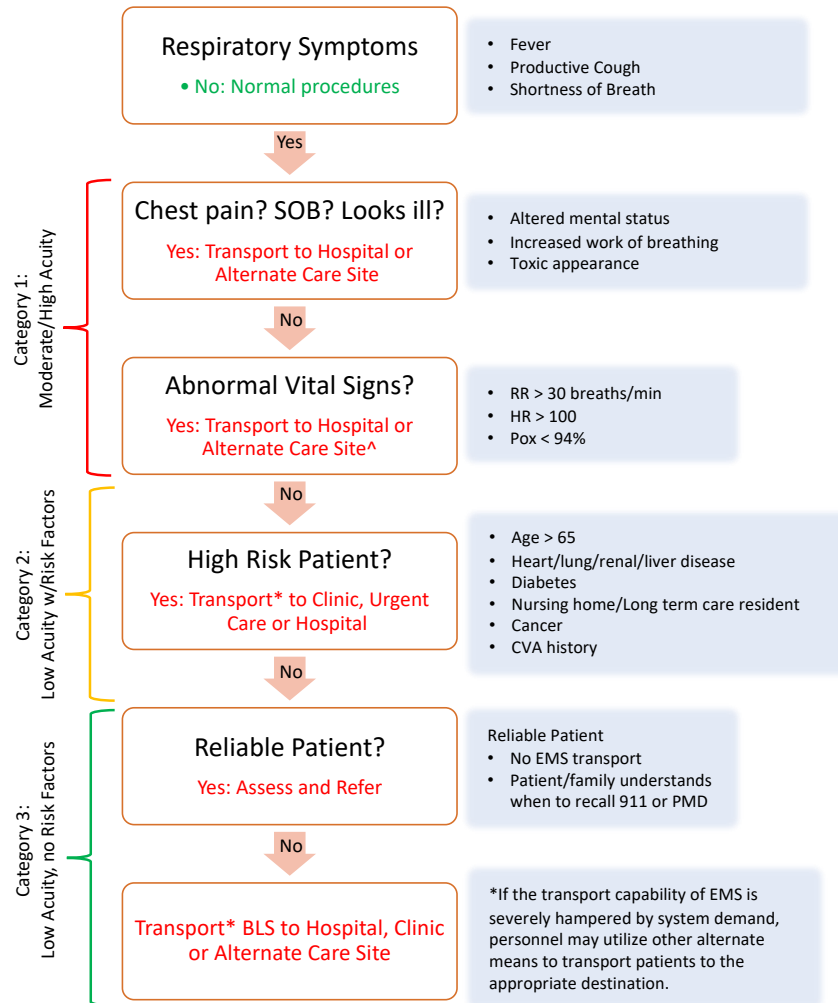 Respiratory Symptoms
• No: Normal procedures
• Fever
• Productive Cough
• Shortness of Breath
Yes
Category 1:
Moderate/High Acuity
Chest pain? SOB? Looks ill?
Yes: Transport to Hospital or
Alternate Care Site
• Altered mental status
• Increased work of breathing
• Toxic appearance
No
Abnormal Vital Signs?
Yes: Transport to Hospital or
Alternate Care Site^
• RR > 30 breaths/min
• HR > 100
• Pox < 94%
No
Category 2:
Low Acuity w/Risk Factors
High Risk Patient?
Yes: Transport* to Clinic, Urgent
Care or Hospital
• Age > 65
• Heart/lung/renal/liver disease
• Diabetes
• Nursing home/Long term care resident
• Cancer
• CVA history
No
Category 3:
Low Acuity, no Risk Factors
Reliable Patient?
Yes: Assess and Refer
Reliable Patient
• No EMS transport
• Patient/family understands
when to recall 911 or PMD
No
Transport* BLS to Hospital, Clinic
or Alternate Care Site
*If the transport capability of EMS is
severely hampered by system demand,
personnel may utilize other alternate
means to transport patients to the
appropriate destination.